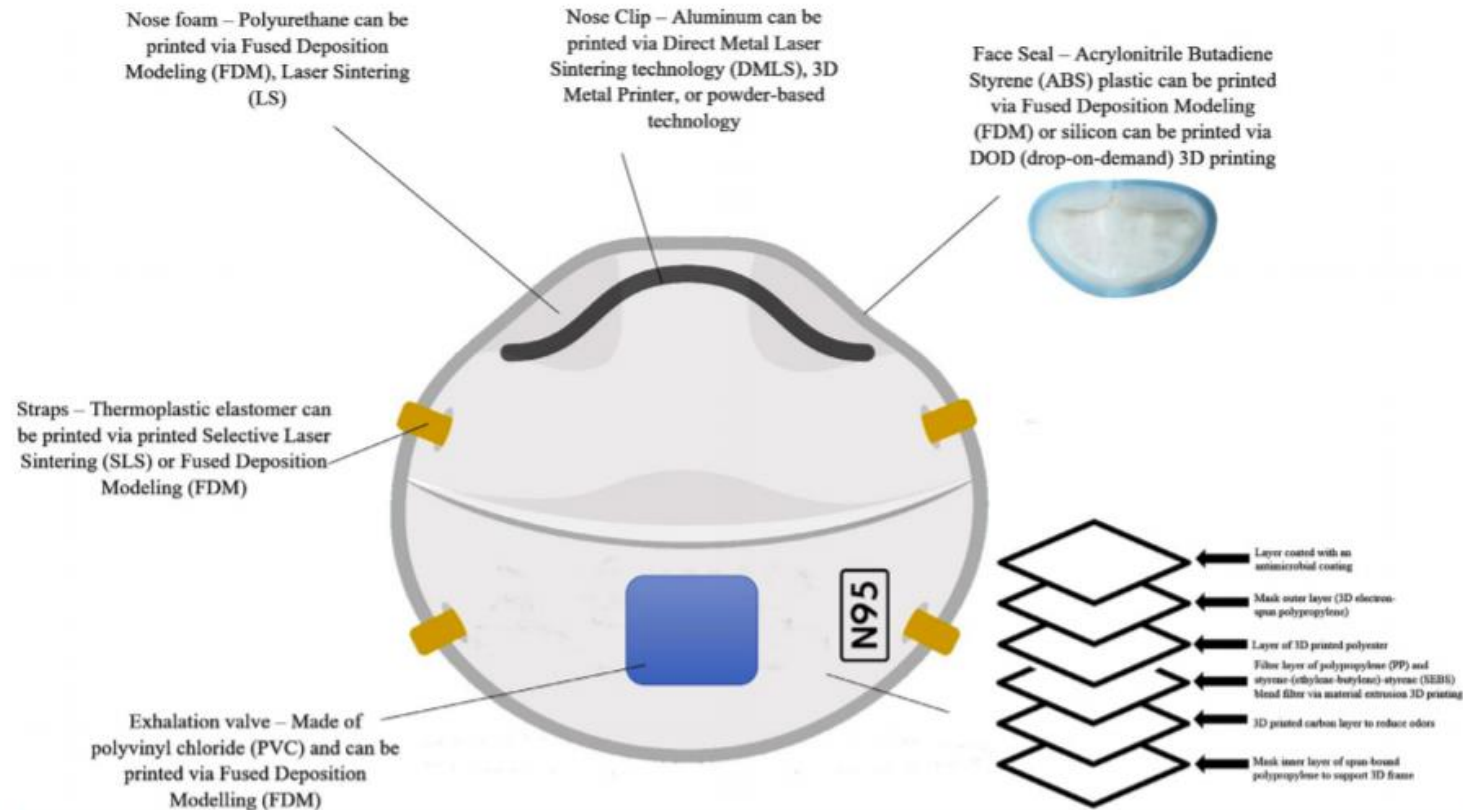 Nose foam – Polyurethane can be
printed via Fused Deposition
Modeling (FDM), Laser Sintering
(LS)
Nose Clip – Aluminum can be
printed via Direct Metal Laser
Sintering technology (DMLS), 3D
Metal Printer, or powder-based
technology
Face Seal – Acrylonitrile Butadiene
Styrene (ABS) plastic can be printed
via Fused Deposition Modeling
(FDM) or silicon can be printed via
DOD (drop-on-demand) 3D printing
Straps – Thermoplastic elastomer can
be printed via printed Selective Laser
Sintering (SLS) or Fused Deposition
Modeling (FDM)
N95
Exhalation valve – Made of
polyvinyl chloride (PVC) and can be
printed via Fused Deposition
Modelling (FDM)
Layer coated with an
antimicrobial coating
Mask outer layer (3D electron-
spun polypropylene)
Layer of 3D printed polyester
Filter layer of polypropylene (PP) and
styrene-(ethylene-butylene)-styrene (SEBS)
blend filter via material extrusion 3D printing
3D printed carbon layer to reduce odors
Mask inner layer of spun-bound
polypropylene to support 3D frame